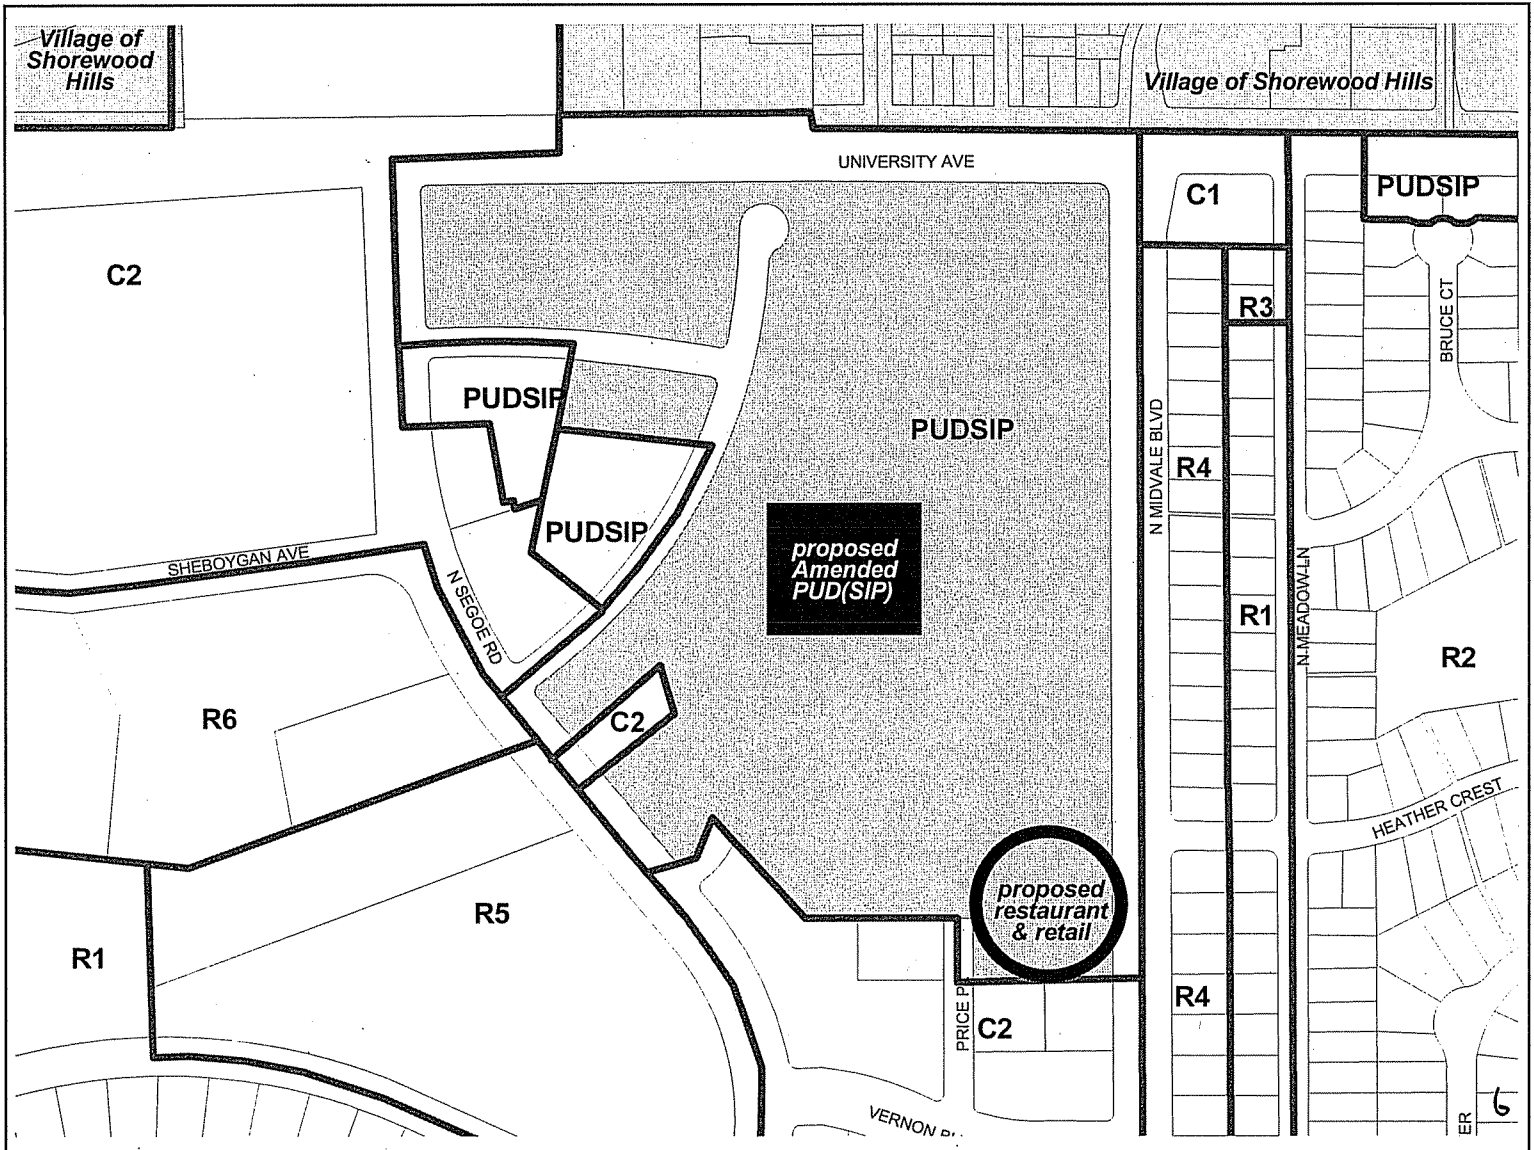 Village of
Shorewood
Hills
Village of Shorewood Hills
UNIVERSITY AVE
C1
PUDSIP
C2
R3
BRUCE CT
PUDSIP
PUDSIP
N MIDVALE BLVD
R4
PUDSIP
proposed
Amended
PUD(SIP)
SHEBOYGAN AVE
N SEGOE RD
R1
N MEADOW LN
R2
R6
C2
HEATHER CREST
proposed
restaurant
& retail
R5
R1
R4
PRICE
C2
VERNON
ER
6